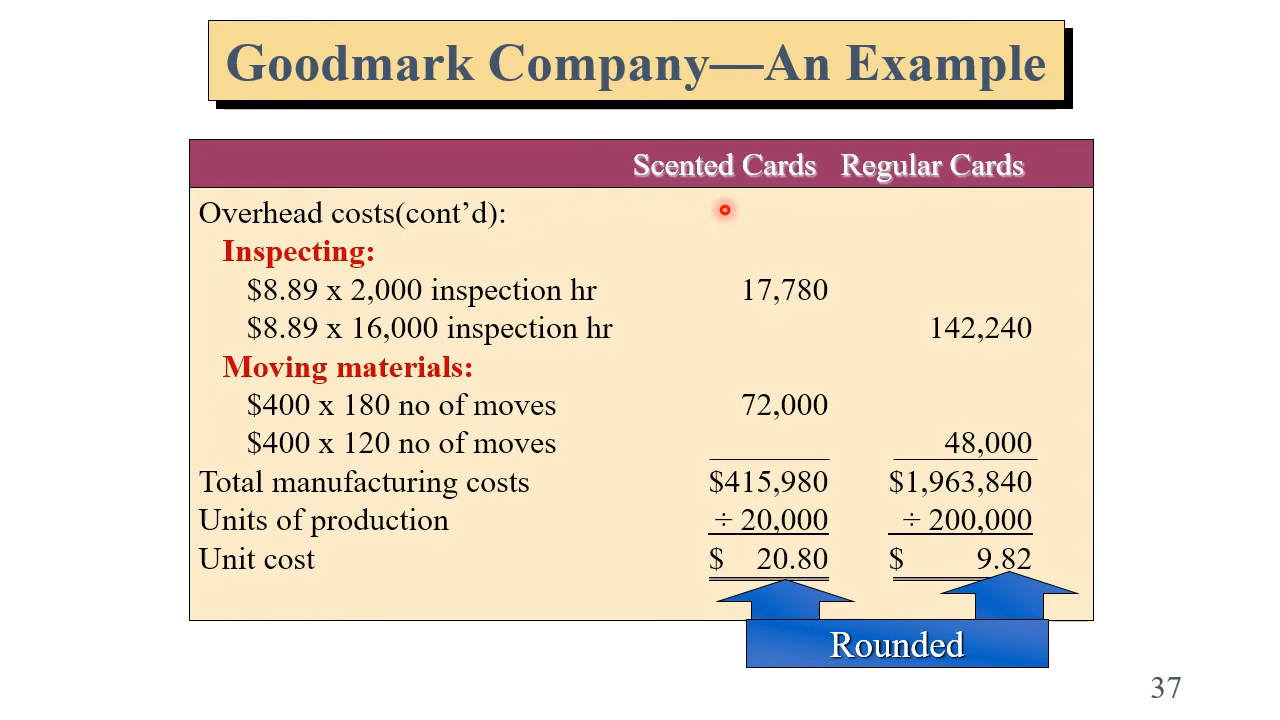 Goodmark Company—An Example
Scented Cards Regular Cards
Overhead costs(cont’d):
Inspecting:
$8.89 x 2,000 inspection hr 17,780
$8.89 x 16,000 inspection hr 142,240
Moving materials:
$400 x 180 no of moves 72,000
$400 x 120 no of moves 48,000
Total manufacturing costs $415,980 $1,963,840
Units of production ÷ 20,000 ÷ 200,000
Unit cost $ 20.80 $ 9.82
Rounded
37